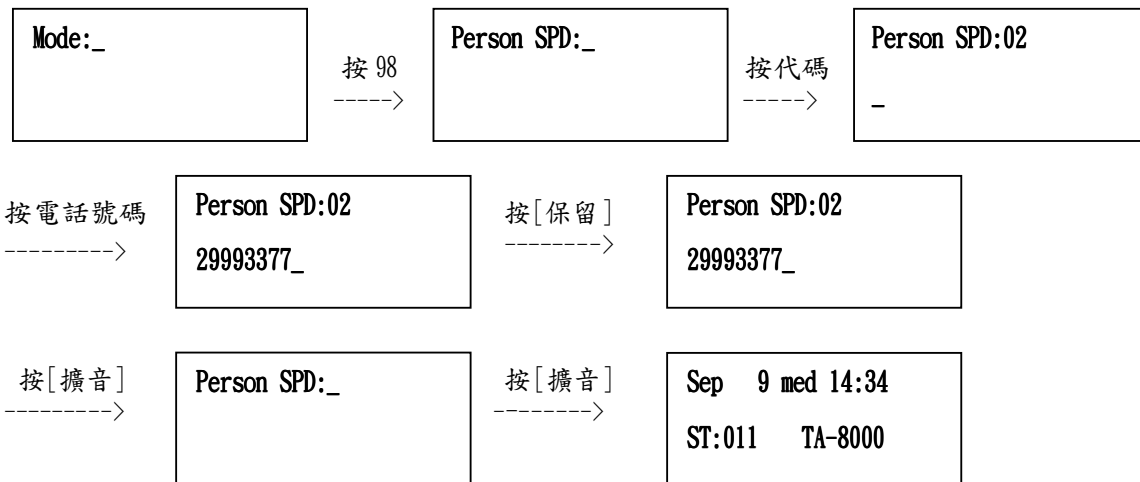 Mode:_
按 98
----->
Person SPD:_
按代碼
----->
Person SPD:02
_
按電話號碼
--------->
Person SPD:02
29993377_
按[保留]
-------->
Person SPD:02
29993377_
按[擴音]
--------->
Person SPD:_
按[擴音]
-------->
Sep 9 med 14:34
ST:011 TA-8000